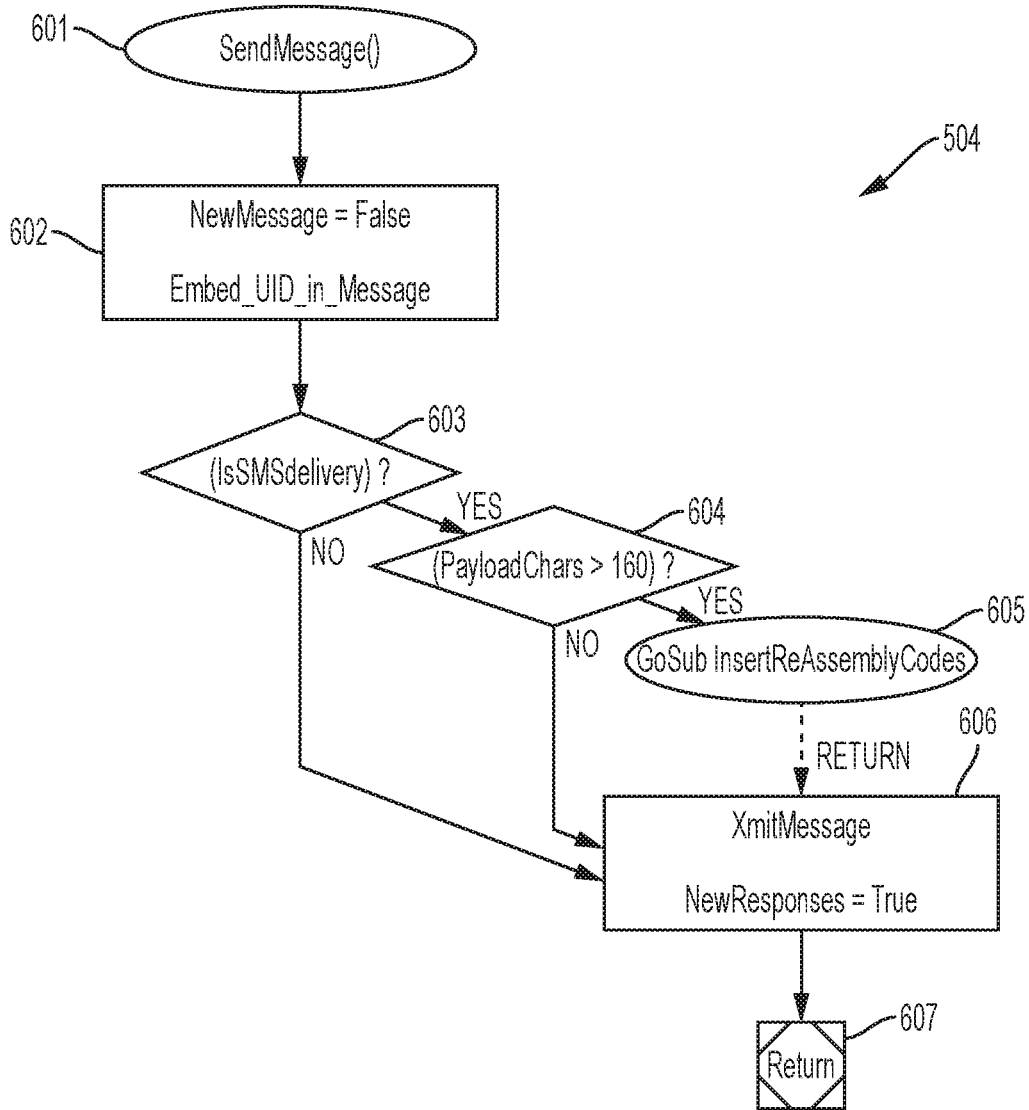 601
SendMessage()
504
602
NewMessage = False
Embed_UID_in_Message
603
(IsSMSdelivery) ?
YES
604
NO
(PayloadChars > 160) ?
YES
605
NO
GoSub InsertReAssemblyCodes
606
RETURN
XmitMessage
NewResponses = True
607
Return